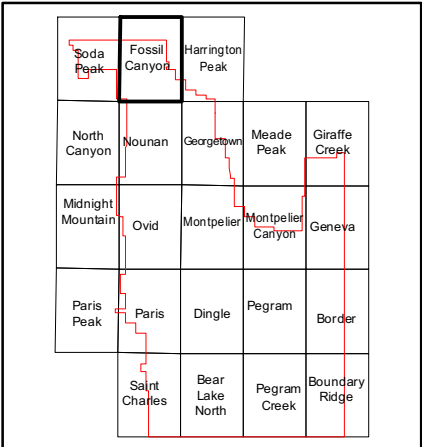 Soda
Peak
Fossil
Canyon
Harrington
Peak
North
Canyon
Nounan
Georgetown
Meade
Peak
Giraffe
Creek
Midnight
Mountain
Ovid
Montpelier
Montpelier
Canyon
Geneva
Paris
Peak
Paris
Dingle
Pegram
Border
Saint
Charles
Bear
Lake
North
Pegram
Creek
Boundary
Ridge